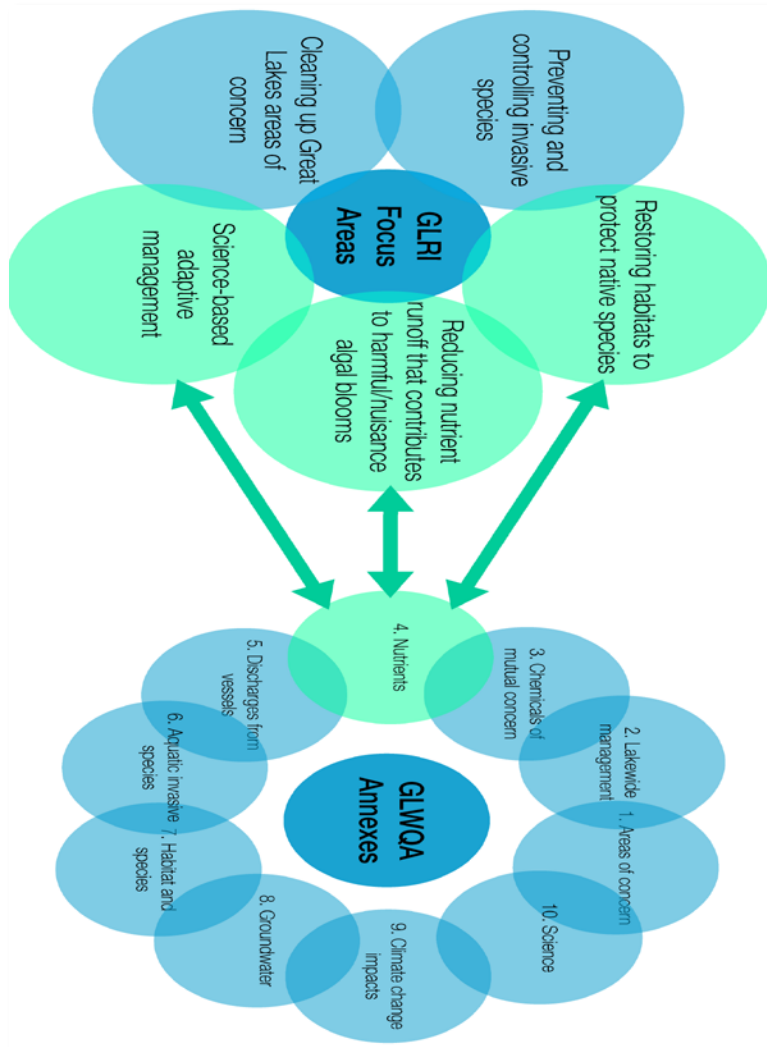 Preventing and
controlling invasive
species
Cleaning up Great
Lakes areas of
concern
GLRI
Focus
Areas
Restoring habitats to
protect native species
Science-based
adaptive
management
Reducing nutrient
runoff that contributes
to harmful/nuisance
algal blooms
GLWQA
Annexes
1. Areas of concern
2. Lakewide
management
3. Chemicals of
mutual concern
4. Nutrients
5. Discharges from
vessels
6. Aquatic invasive
species
7. Habitat and
species
8. Groundwater
9. Climate change
impacts
10. Science